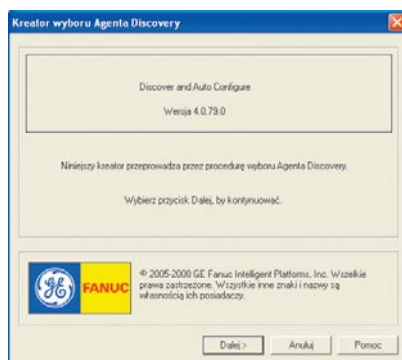 Kreator wyboru Agenta Discovery
Discover and Auto Configure
Wersja 4.0.79.0
Niniejszy kreator przeprowadza przez procedurę wyboru Agenta Discovery.
Wybierz przycisk Dalej, by kontynuować.
GE
FANUC
© 2005-2008 GE Fanuc Intelligent Platforms, Inc. Wszelkie
prawa zastrzeżone. Wszystkie inne znaki i nazwy są
własnością ich posiadaczy.
Dalej >
Anuluj
Pomoc